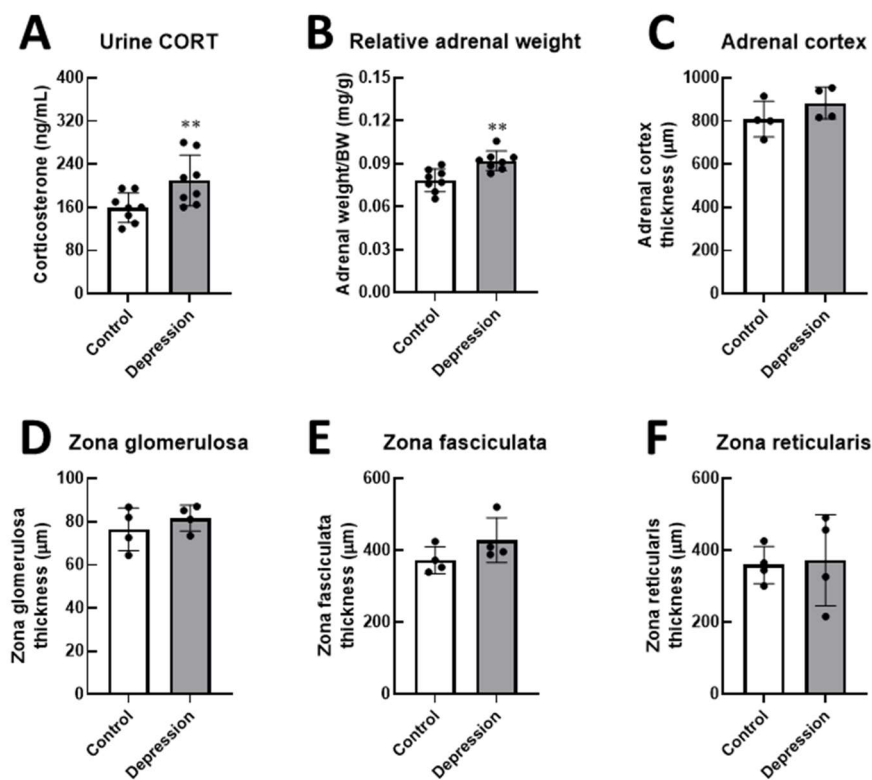 A Urine CORT
Corticosterone (ng/mL)
400
320
240
160
80
0
**
Control
Depression
B Relative adrenal weight
Adrenal weight/BW (mg/g)
0.15
0.12
0.09
0.06
0.03
0.00
**
Control
Depression
C Adrenal cortex
Adrenal cortex
thickness (µm)
1000
800
600
400
200
0
Control
Depression
D Zona glomerulosa
Zona glomerulosa
thickness (µm)
100
80
60
40
20
0
Control
Depression
E Zona fasciculata
Zona fasciculata
thickness (µm)
600
400
200
0
Control
Depression
F Zona reticularis
Zona reticularis
thickness (µm)
600
400
200
0
Control
Depression